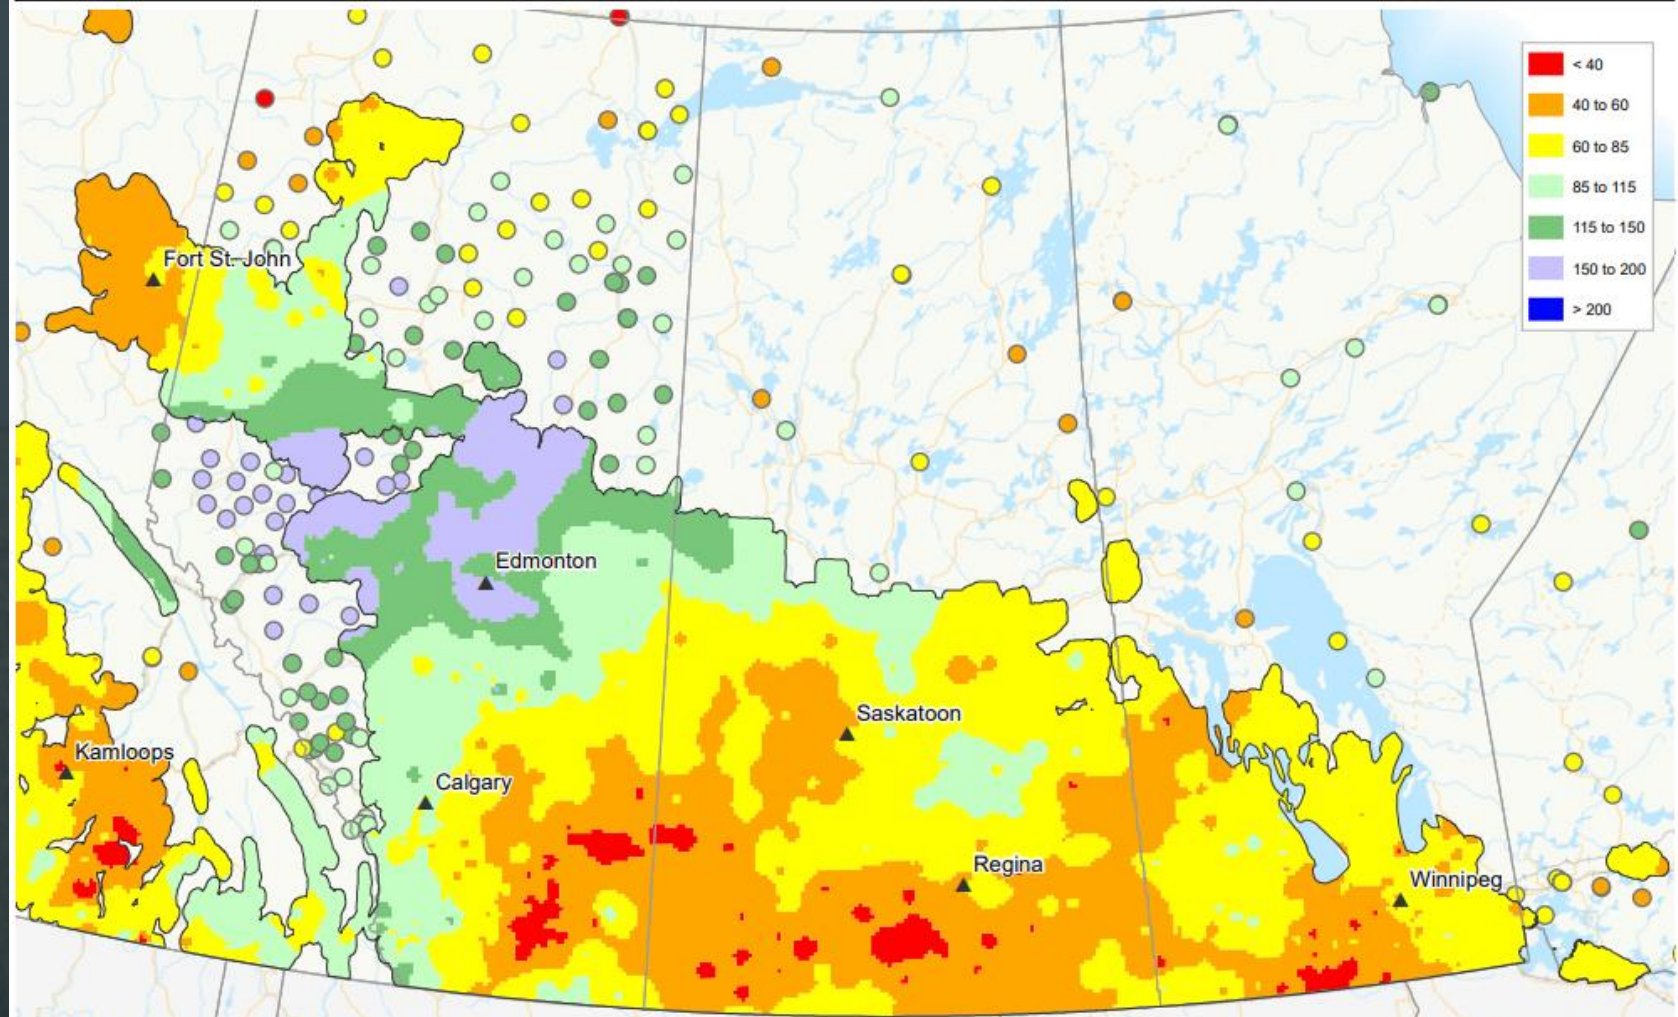 < 40
40 to 60
60 to 85
85 to 115
115 to 150
150 to 200
> 200
Fort St. John
Edmonton
Saskatoon
Kamloops
Calgary
Regina
Winnipeg